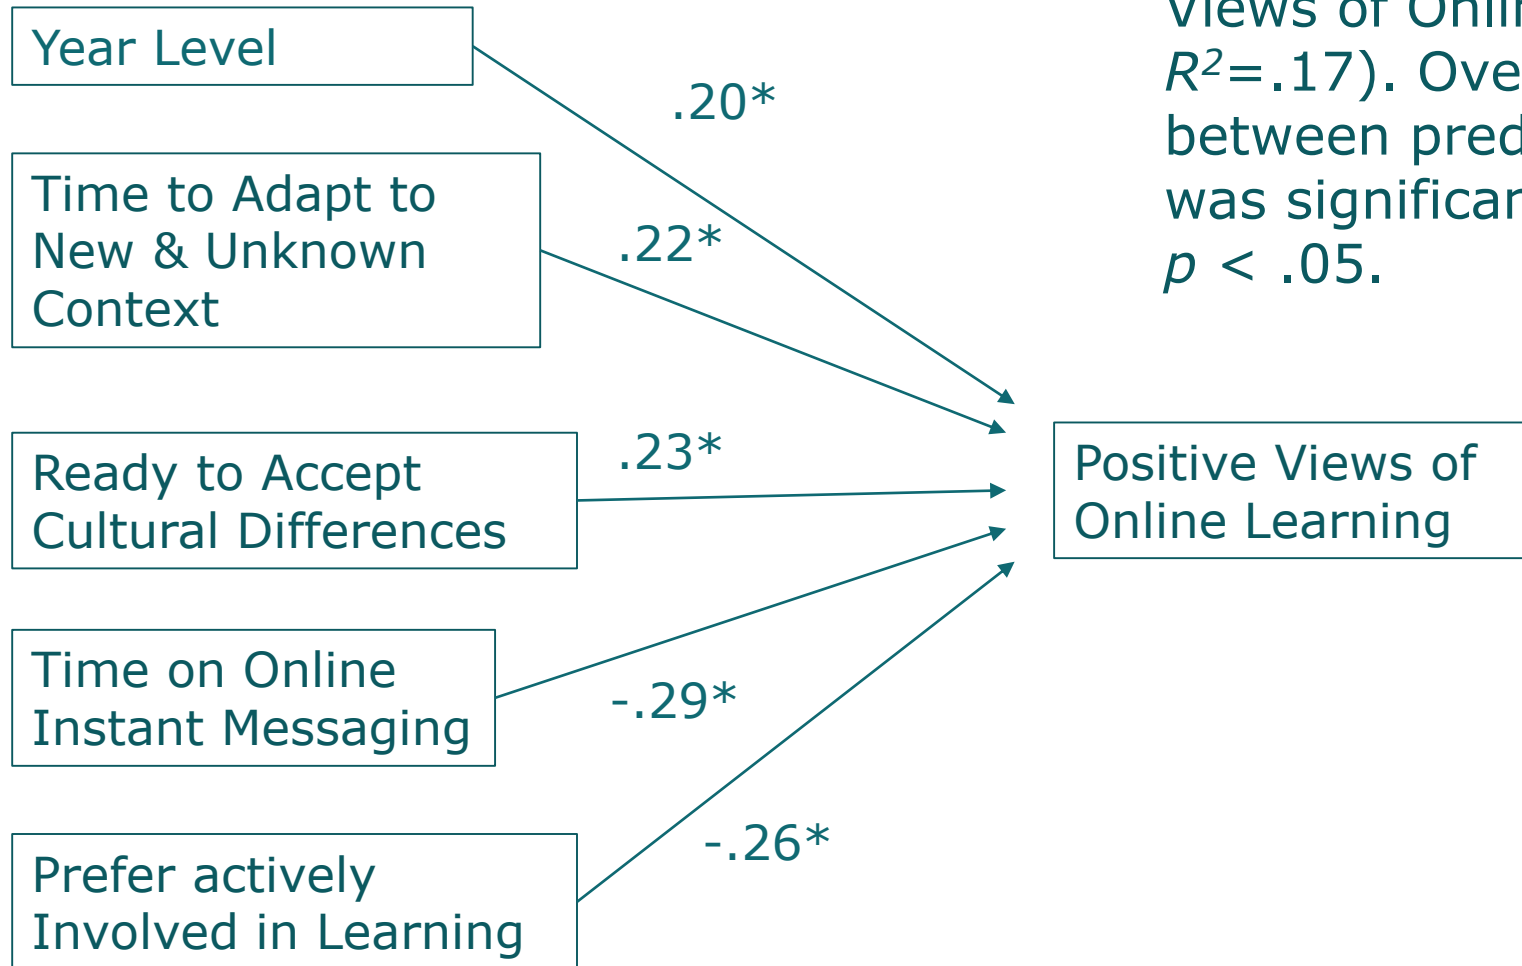 Year Level
.20*
Time to Adapt to
New & Unknown
Context
.22*
Ready to Accept
Cultural Differences
.23*
Time on Online
Instant Messaging
-.29*
Prefer actively
Involved in Learning
-.26*
Positive Views of
Online Learning
Views of
R²=.17).
between
was
p < .05.